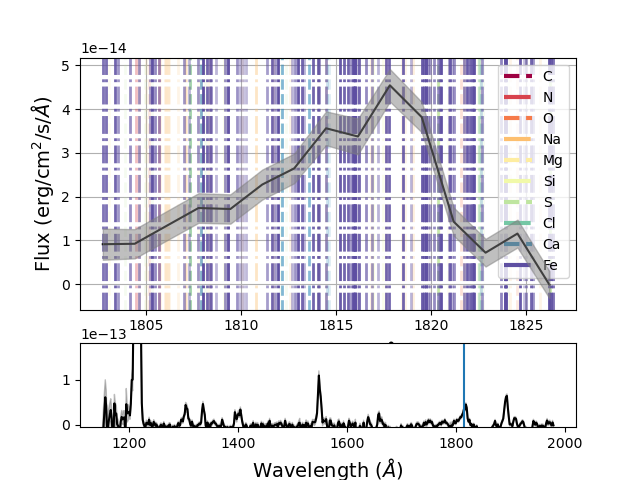 1e−14
5
4
3
2
1
0
Flux (erg/cm²/s/Å)
C
N
O
Na
Mg
Si
S
Cl
Ca
Fe
1805 1810 1815 1820 1825
1e−13
1
0
1200 1400 1600 1800 2000
Wavelength (Å)